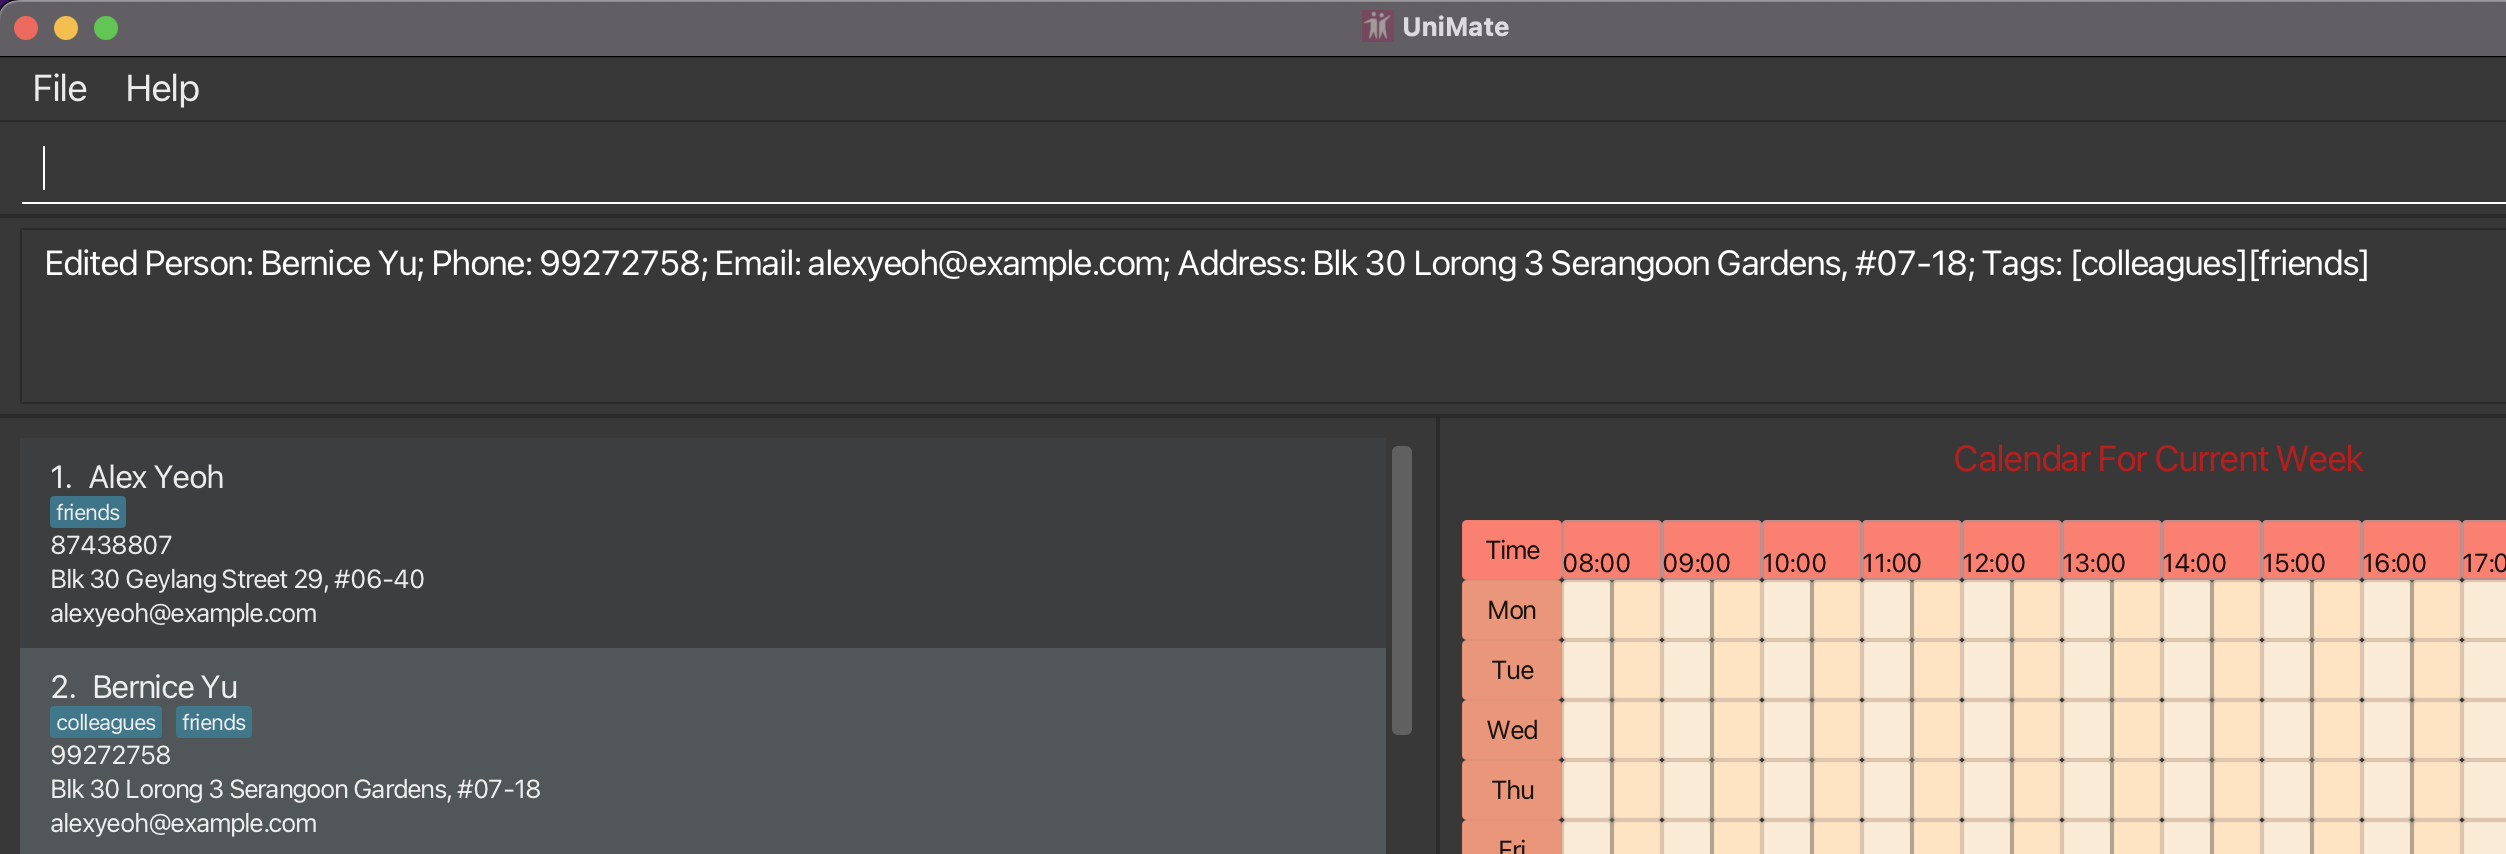 UniMate
File Help
Edited Person: Bernice Yu; Phone: 99272758; Email: alexyeoh@example.com; Address: Blk 30 Lorong 3 Serangoon Gardens, #07-18; Tags: [colleagues][friends]
1. Alex Yeoh
friends
87438807
Blk 30 Geylang Street 29, #06-40
alexyeoh@example.com
2. Bernice Yu
colleagues friends
99272758
Blk 30 Lorong 3 Serangoon Gardens, #07-18
alexyeoh@example.com
Calendar For Current Week
Time 08:00 09:00 10:00 11:00 12:00 13:00 14:00 15:00 16:00 17:0
Mon
Tue
Wed
Thu
Fri